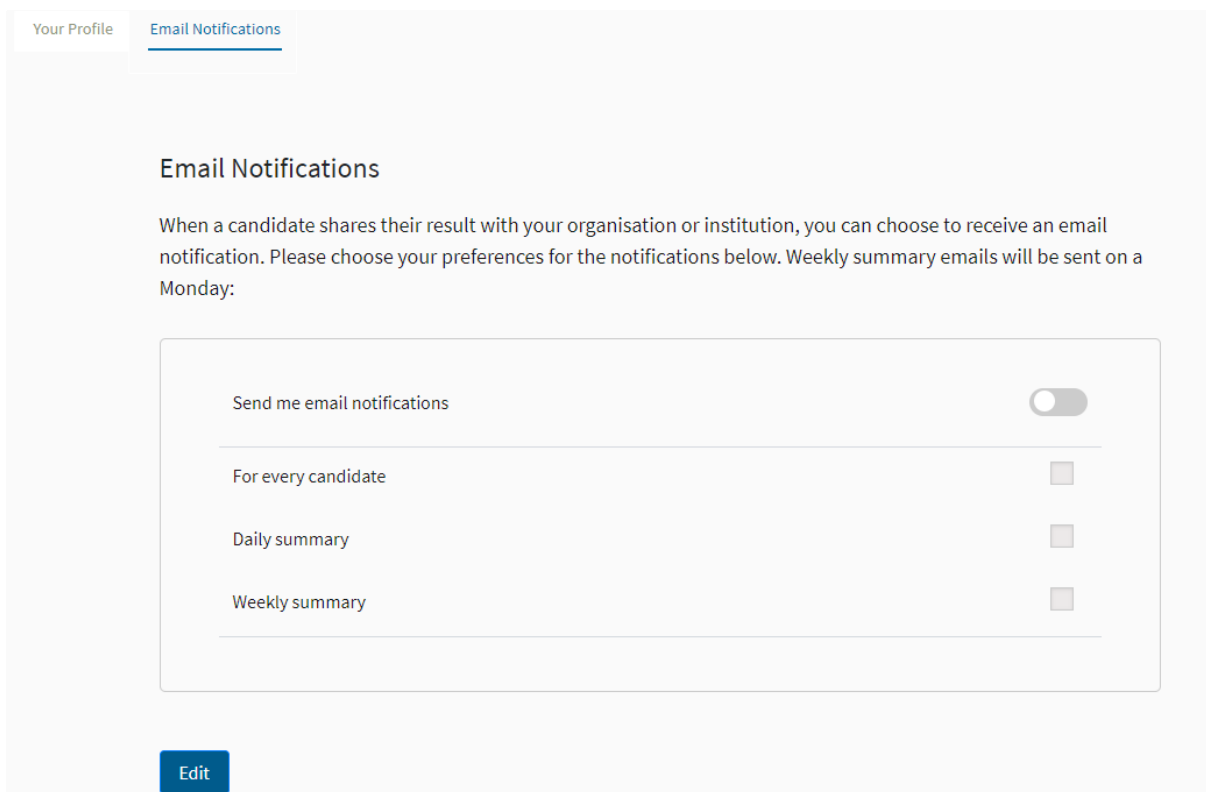 Your Profile
Email Notifications
Email Notifications
When a candidate shares their result with your organisation or institution, you can choose to receive an email
notification. Please choose your preferences for the notifications below. Weekly summary emails will be sent on a
Monday:
Send me email notifications
For every candidate
Daily summary
Weekly summary
Edit